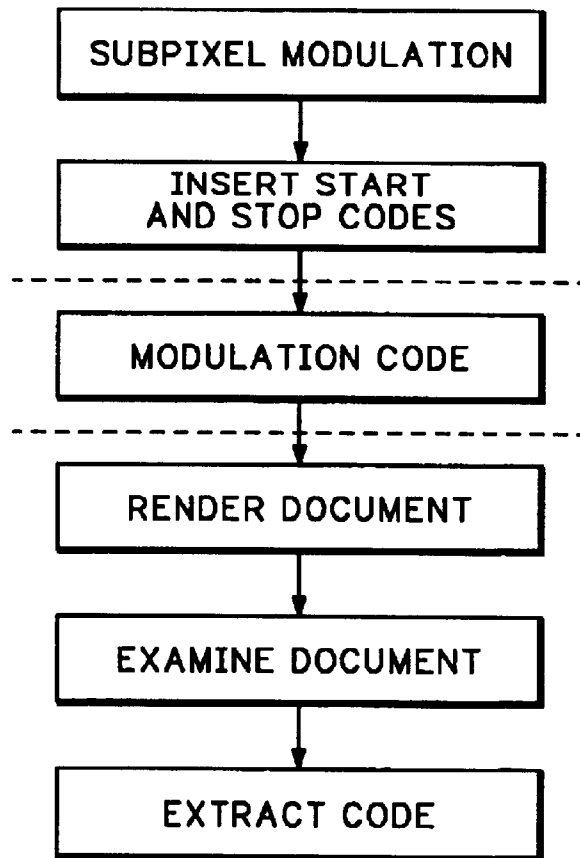 SUBPIXEL MODULATION
INSERT START
AND STOP CODES
MODULATION CODE
RENDER DOCUMENT
EXAMINE DOCUMENT
EXTRACT CODE